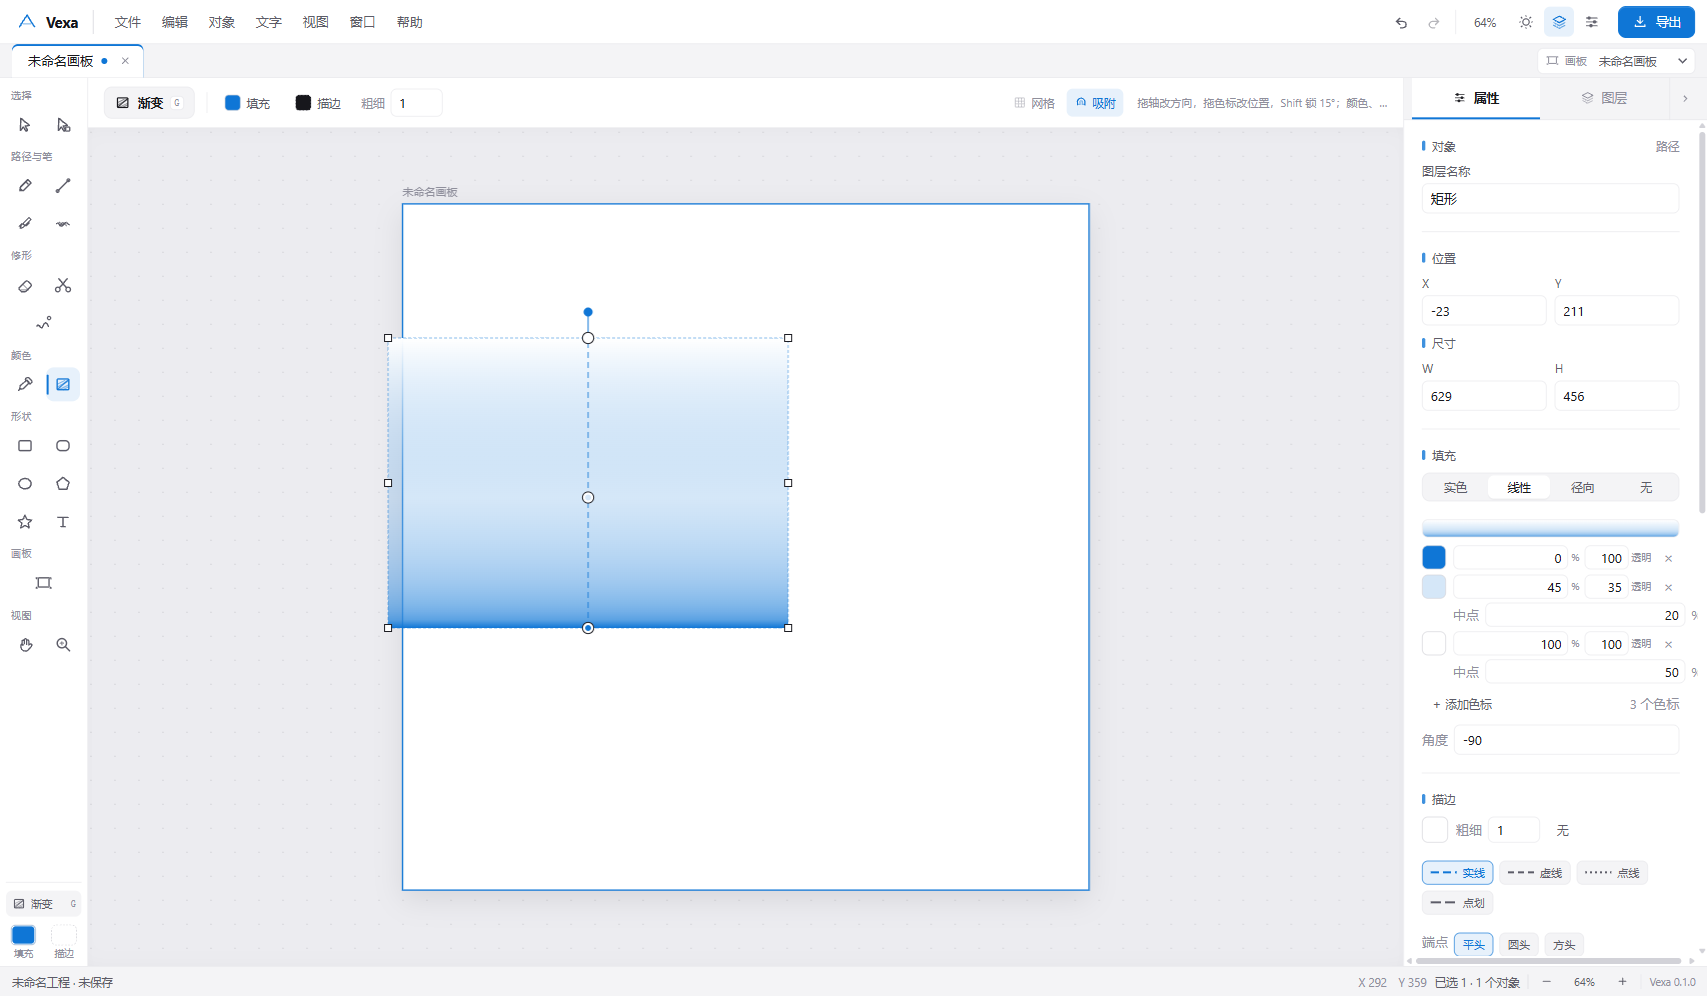 Vexa 文件 编辑 对象 文字 视图 窗口 帮助 64% 导出
未命名画板 × 画板 未命名画板
选择
路径与笔
修形
颜色
形状
画板
视图
渐变 G
填充 描边
渐变 G 填充 描边 粗细 1 网格 吸附 拖轴改方向，拖色标改位置，Shift 锁 15°；颜色、...
未命名画板
属性 图层
对象 路径
图层名称
矩形
位置
X Y
-23 211
尺寸
W H
629 456
填充
实色 线性 径向 无
0 % 100 透明 ×
45 % 35 透明 ×
中点 20 %
100 % 100 透明 ×
中点 50 %
+ 添加色标 3 个色标
角度 -90
描边
粗细 1 无
实线 虚线 点线
点划
端点 平头 圆头 方头
未命名工程 · 未保存 X 292 Y 359 已选 1 · 1 个对象 − 64% + Vexa 0.1.0